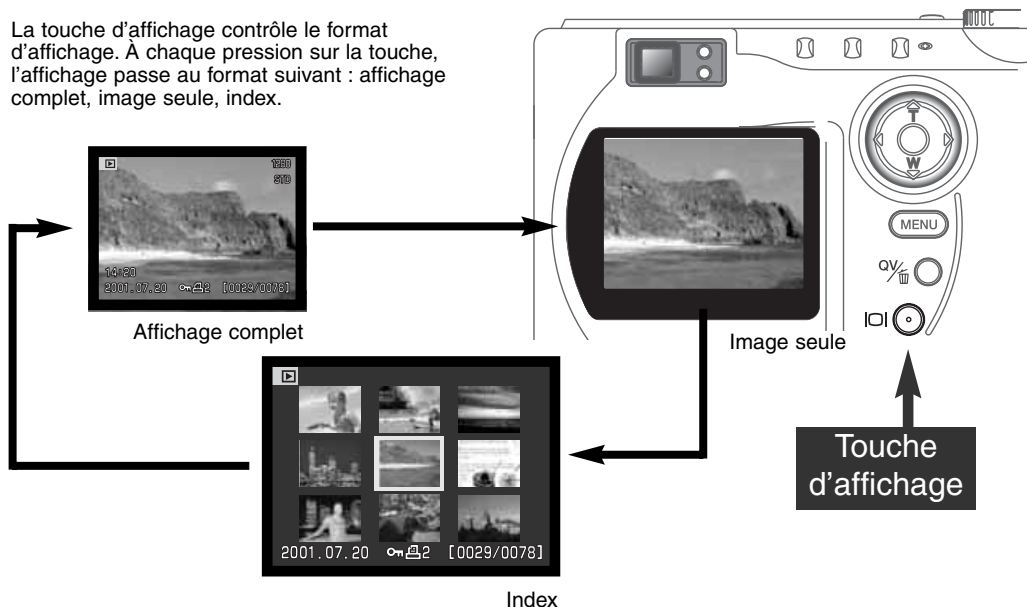 La touche d'affichage contrôle le format
d'affichage. À chaque pression sur la touche,
l'affichage passe au format suivant : affichage
complet, image seule, index.
1280
STD
14:20
2001.07.20 2 [0029/0078]
Affichage complet
T
W
MENU
QV/
Image seule
Touche
d'affichage
2001.07.20 2 [0029/0078]
Index